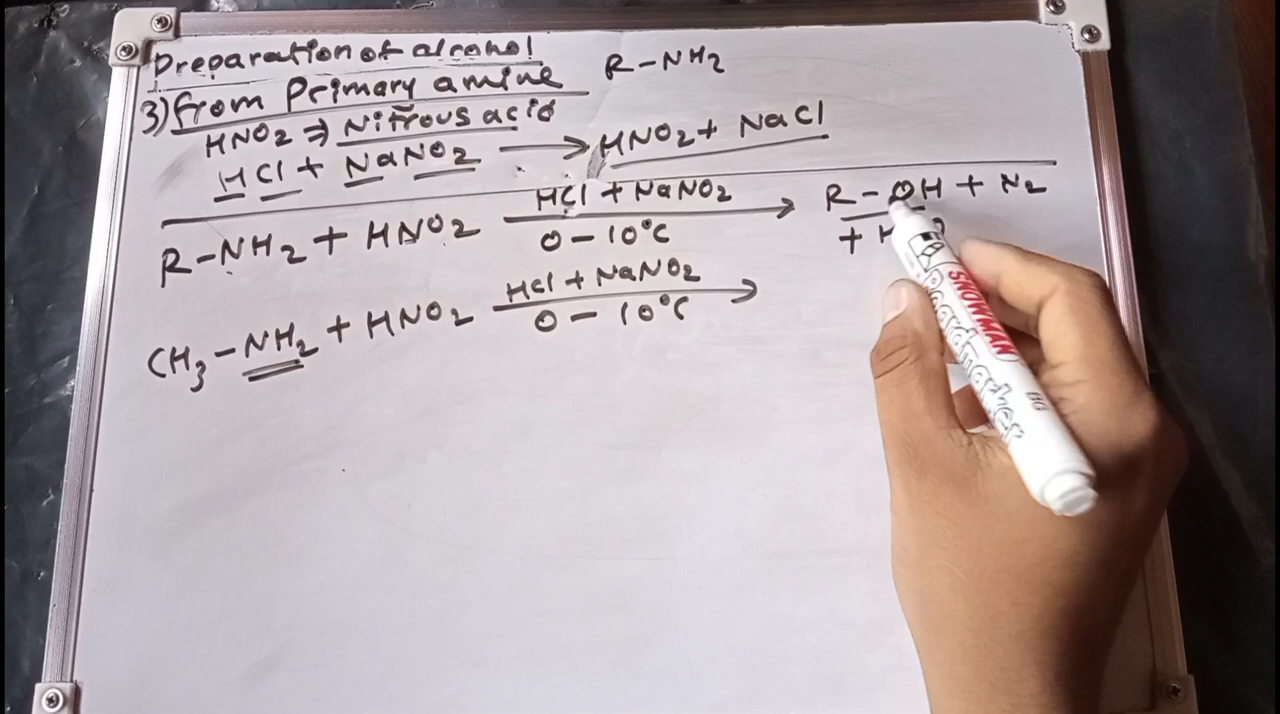 Preparation of alcohol
3) from Primary amine R-NH₂
HNO₂ ⇒ Nitrous acid
HCl + NaNO₂ ⟶ HNO₂ + NaCl
HCl + NaNO₂
R-NH₂ + HNO₂ ⟶ R-OH + N₂
0-10°C
+ H
HCl + NaNO₂
CH₃-NH₂ + HNO₂ ⟶
0-10°C
SNOWMAN
Boardmarker